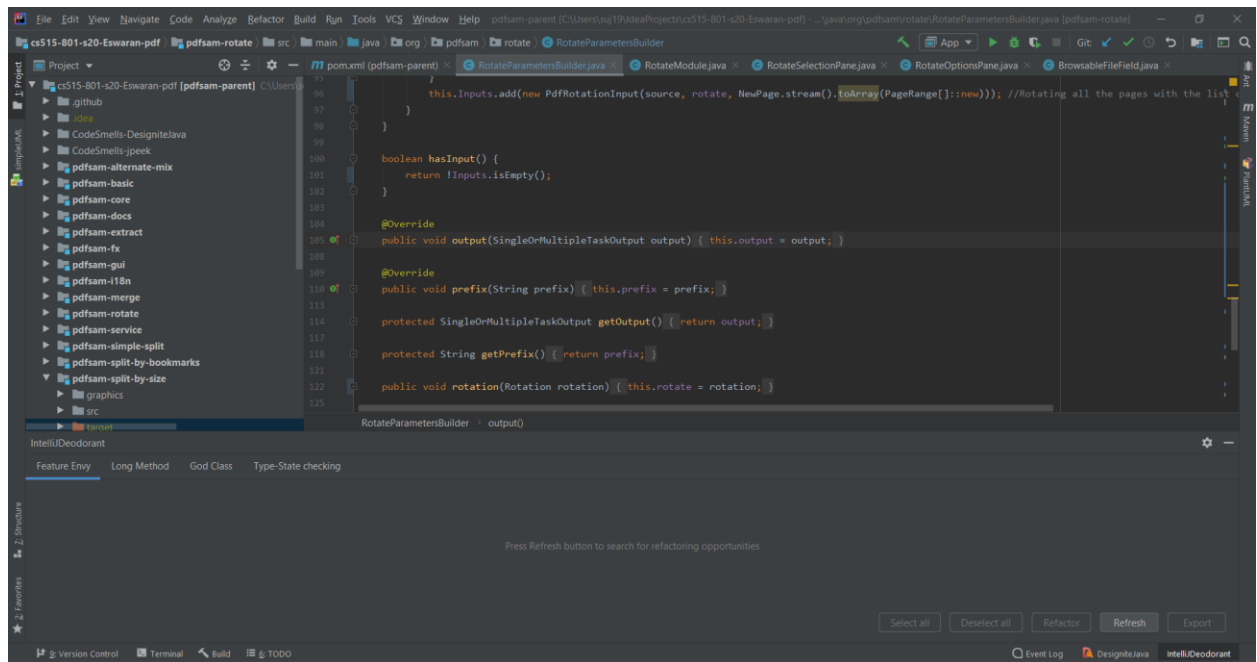 File Edit View Navigate Code Analyze Refactor Build Run Tools VCS Window Help pdfsam-parent [C:\Users\suj19\IdeaProjects\cs515-801-s20-Eswaran-pdf] - ...\java\org\pdfsam\rotate\RotateParametersBuilder.java [pdfsam-rotate]
cs515-801-s20-Eswaran-pdf pdfsam-rotate src main java org pdfsam rotate RotateParametersBuilder App Git:
Project pom.xml (pdfsam-parent) RotateParametersBuilder.java RotateModule.java RotateSelectionPane.java RotateOptionsPane.java BrowsableFileField.java
1: Project
simpleUML
7: Structure
2: Favorites
Ant
Maven
PlantUML
cs515-801-s20-Eswaran-pdf [pdfsam-parent] C:\Users\s
.github
.idea
CodeSmells-DesigniteJava
CodeSmells-jpeek
pdfsam-alternate-mix
pdfsam-basic
pdfsam-core
pdfsam-docs
pdfsam-extract
pdfsam-fx
pdfsam-gui
pdfsam-i18n
pdfsam-merge
pdfsam-rotate
pdfsam-service
pdfsam-simple-split
pdfsam-split-by-bookmarks
pdfsam-split-by-size
graphics
src
target
95 }
96 this.Inputs.add(new PdfRotationInput(source, rotate, NewPage.stream().toArray(PageRange[]::new))); //Rotating all the pages with the list
97 }
98 }
99
100 boolean hasInput() {
101 return !Inputs.isEmpty();
102 }
103
104 @Override
105 public void output(SingleOrMultipleTaskOutput output) { this.output = output; }
108
109 @Override
110 public void prefix(String prefix) { this.prefix = prefix; }
113
114 protected SingleOrMultipleTaskOutput getOutput() { return output; }
117
118 protected String getPrefix() { return prefix; }
121
122 public void rotation(Rotation rotation) { this.rotate = rotation; }
125
RotateParametersBuilder output()
IntelliJDeodorant
Feature Envy Long Method God Class Type-State checking
Press Refresh button to search for refactoring opportunities
Select all Deselect all Refactor Refresh Export
9: Version Control Terminal Build 6: TODO Event Log DesigniteJava IntelliJDeodorant